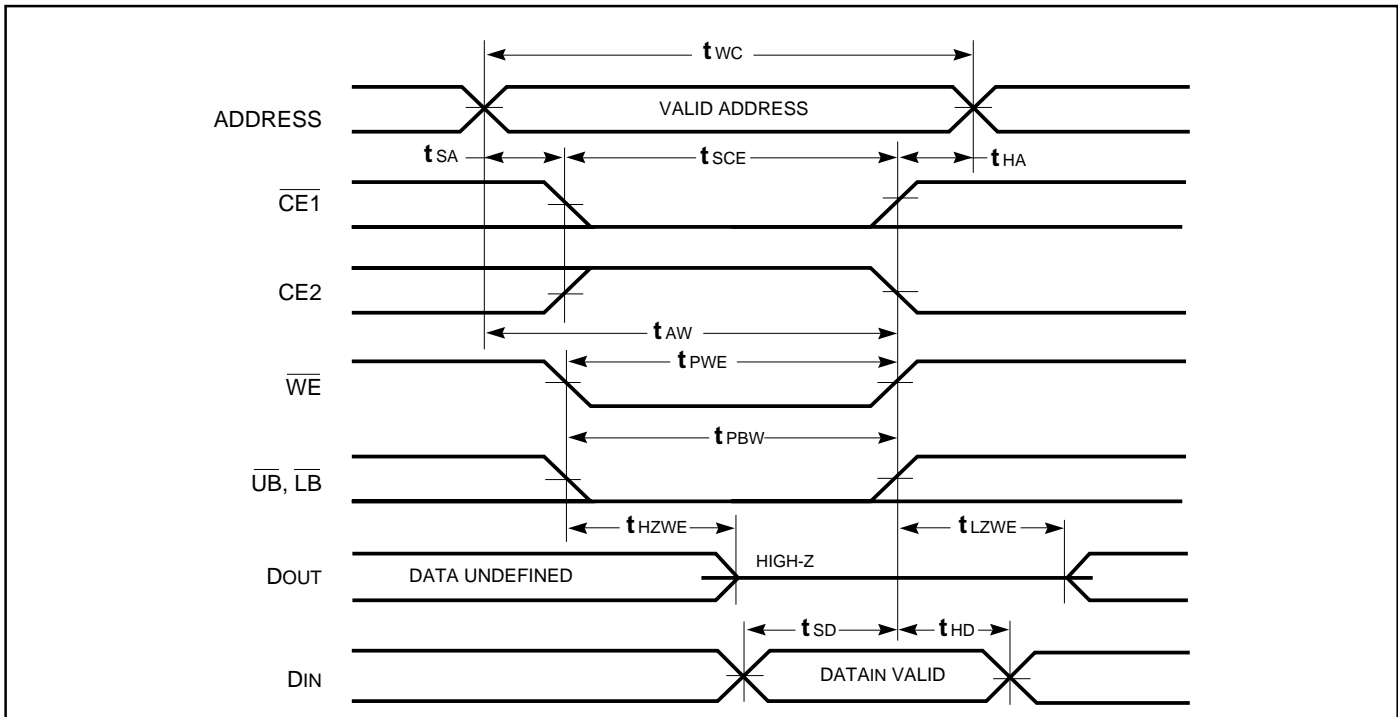 tWC
ADDRESS
VALID ADDRESS
tSA
tSCE
tHA
CE1
CE2
tAW
tPWE
WE
tPBW
UB, LB
tHZWE
tLZWE
DOUT
DATA UNDEFINED
HIGH-Z
tSD
tHD
DIN
DATAIN VALID